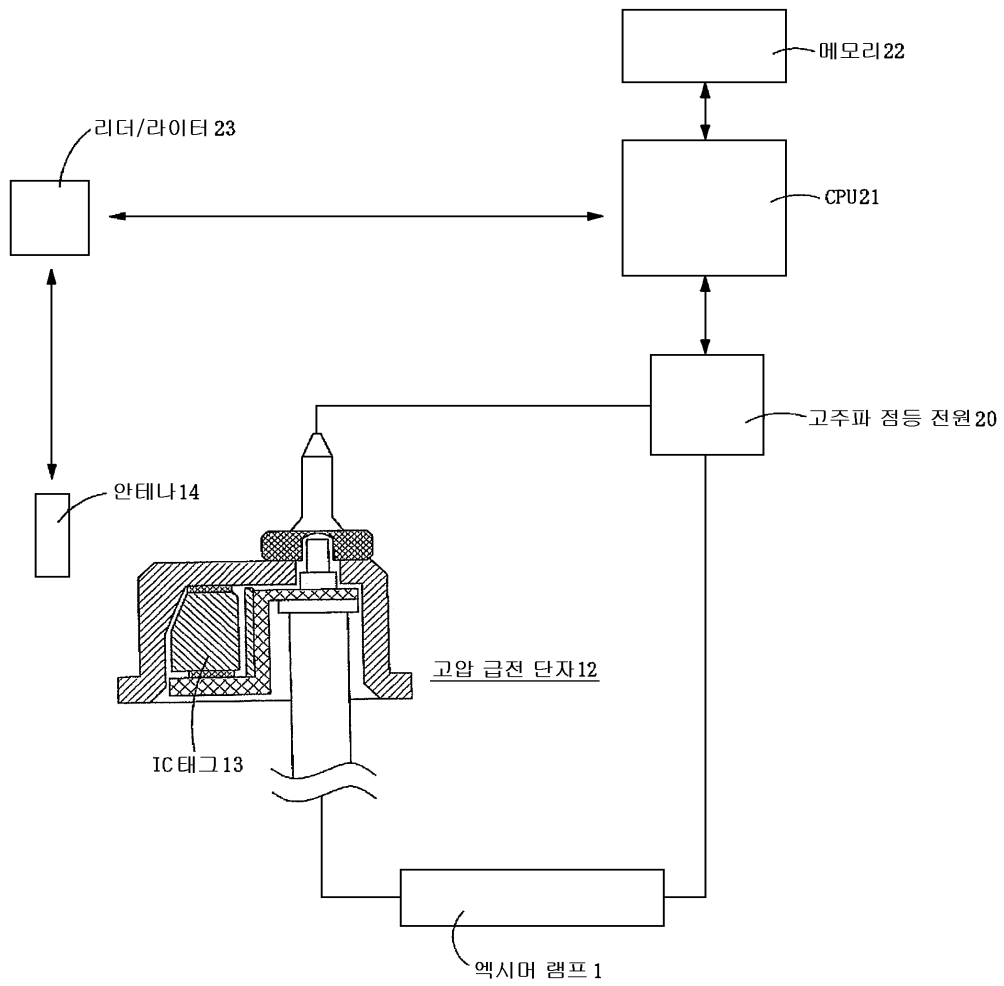 메모리22
리더/라이터23
CPU21
고주파 점등 전원20
안테나14
고압 급전 단자12
IC태그13
엑시머 램프1